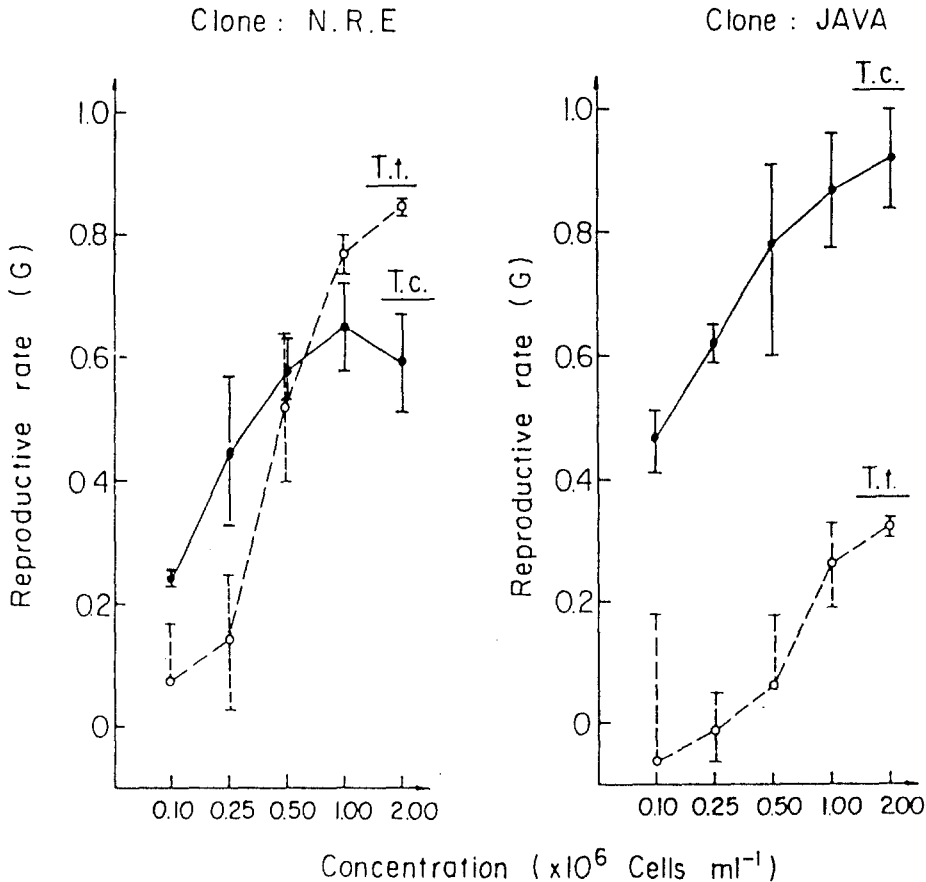 Clone : N.R.E
Clone : JAVA
Reproductive rate (G)
1.0
0.8
0.6
0.4
0.2
0
T.t.
T.c.
0.10 0.25 0.50 1.00 2.00
Reproductive rate (G)
1.0
0.8
0.6
0.4
0.2
0
T.c.
T.t.
0.10 0.25 0.50 1.00 2.00
Concentration (x10⁶ Cells ml⁻¹)